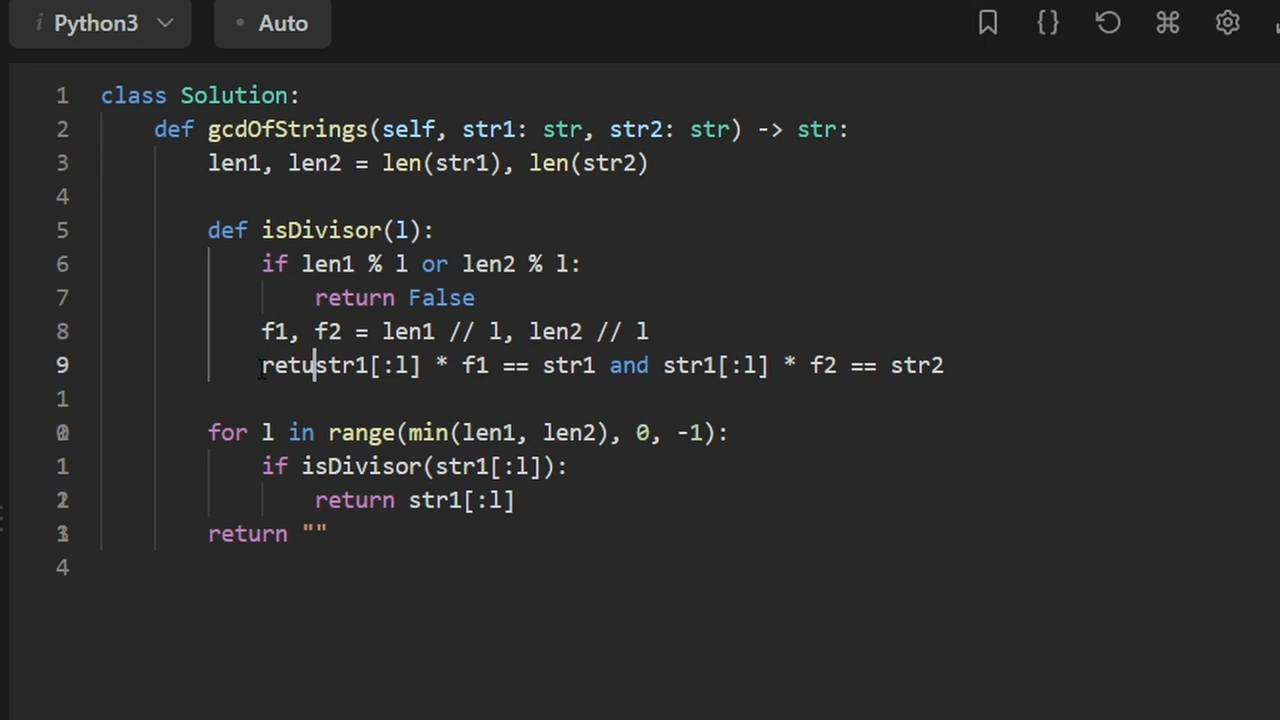 i Python3 Auto {}
1 class Solution:
2 def gcdOfStrings(self, str1: str, str2: str) -> str:
3 len1, len2 = len(str1), len(str2)
4
5 def isDivisor(l):
6 if len1 % l or len2 % l:
7 return False
8 f1, f2 = len1 // l, len2 // l
9 retustr1[:l] * f1 == str1 and str1[:l] * f2 == str2
1
0 for l in range(min(len1, len2), 0, -1):
1 if isDivisor(str1[:l]):
2 return str1[:l]
3 return ""
4